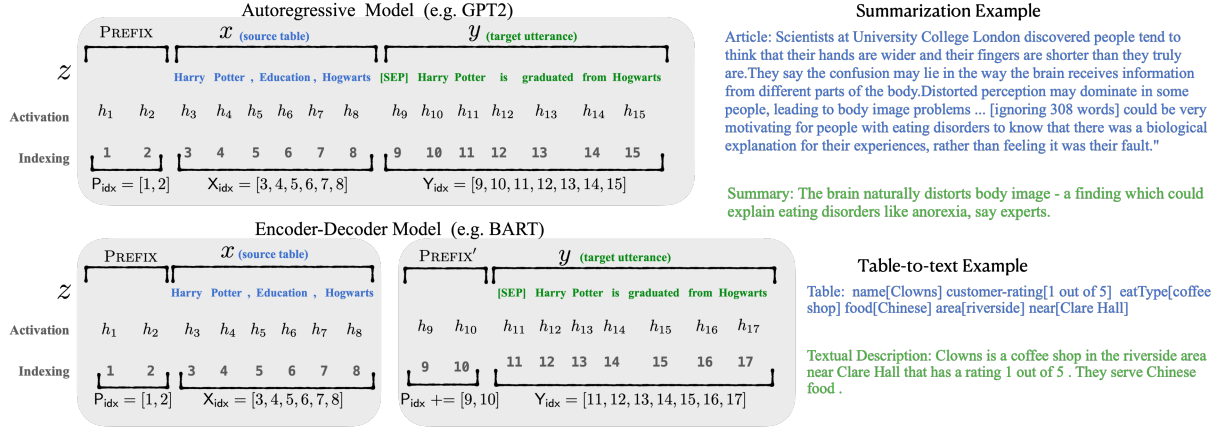 Autoregressive Model (e.g. GPT2)
PREFIX x (source table) y (target utterance)
z
Harry Potter , Education , Hogwarts [SEP] Harry Potter is graduated from Hogwarts
Activation h1 h2 h3 h4 h5 h6 h7 h8 h9 h10 h11 h12 h13 h14 h15
Indexing 1 2 3 4 5 6 7 8 9 10 11 12 13 14 15
Pidx = [1, 2] Xidx = [3, 4, 5, 6, 7, 8] Yidx = [9, 10, 11, 12, 13, 14, 15]
Encoder-Decoder Model (e.g. BART)
PREFIX x (source table) PREFIX′ y (target utterance)
z
Harry Potter , Education , Hogwarts [SEP] Harry Potter is graduated from Hogwarts
Activation h1 h2 h3 h4 h5 h6 h7 h8 h9 h10 h11 h12 h13 h14 h15 h16 h17
Indexing 1 2 3 4 5 6 7 8 9 10 11 12 13 14 15 16 17
Pidx = [1, 2] Xidx = [3, 4, 5, 6, 7, 8] Pidx += [9, 10] Yidx = [11, 12, 13, 14, 15, 16, 17]
Summarization Example
Article: Scientists at University College London discovered people tend to
think that their hands are wider and their fingers are shorter than they truly
are.They say the confusion may lie in the way the brain receives information
from different parts of the body.Distorted perception may dominate in some
people, leading to body image problems ... [ignoring 308 words] could be very
motivating for people with eating disorders to know that there was a biological
explanation for their experiences, rather than feeling it was their fault."
Summary: The brain naturally distorts body image - a finding which could
explain eating disorders like anorexia, say experts.
Table-to-text Example
Table: name[Clowns] customer-rating[1 out of 5] eatType[coffee
shop] food[Chinese] area[riverside] near[Clare Hall]
Textual Description: Clowns is a coffee shop in the riverside area
near Clare Hall that has a rating 1 out of 5 . They serve Chinese
food .